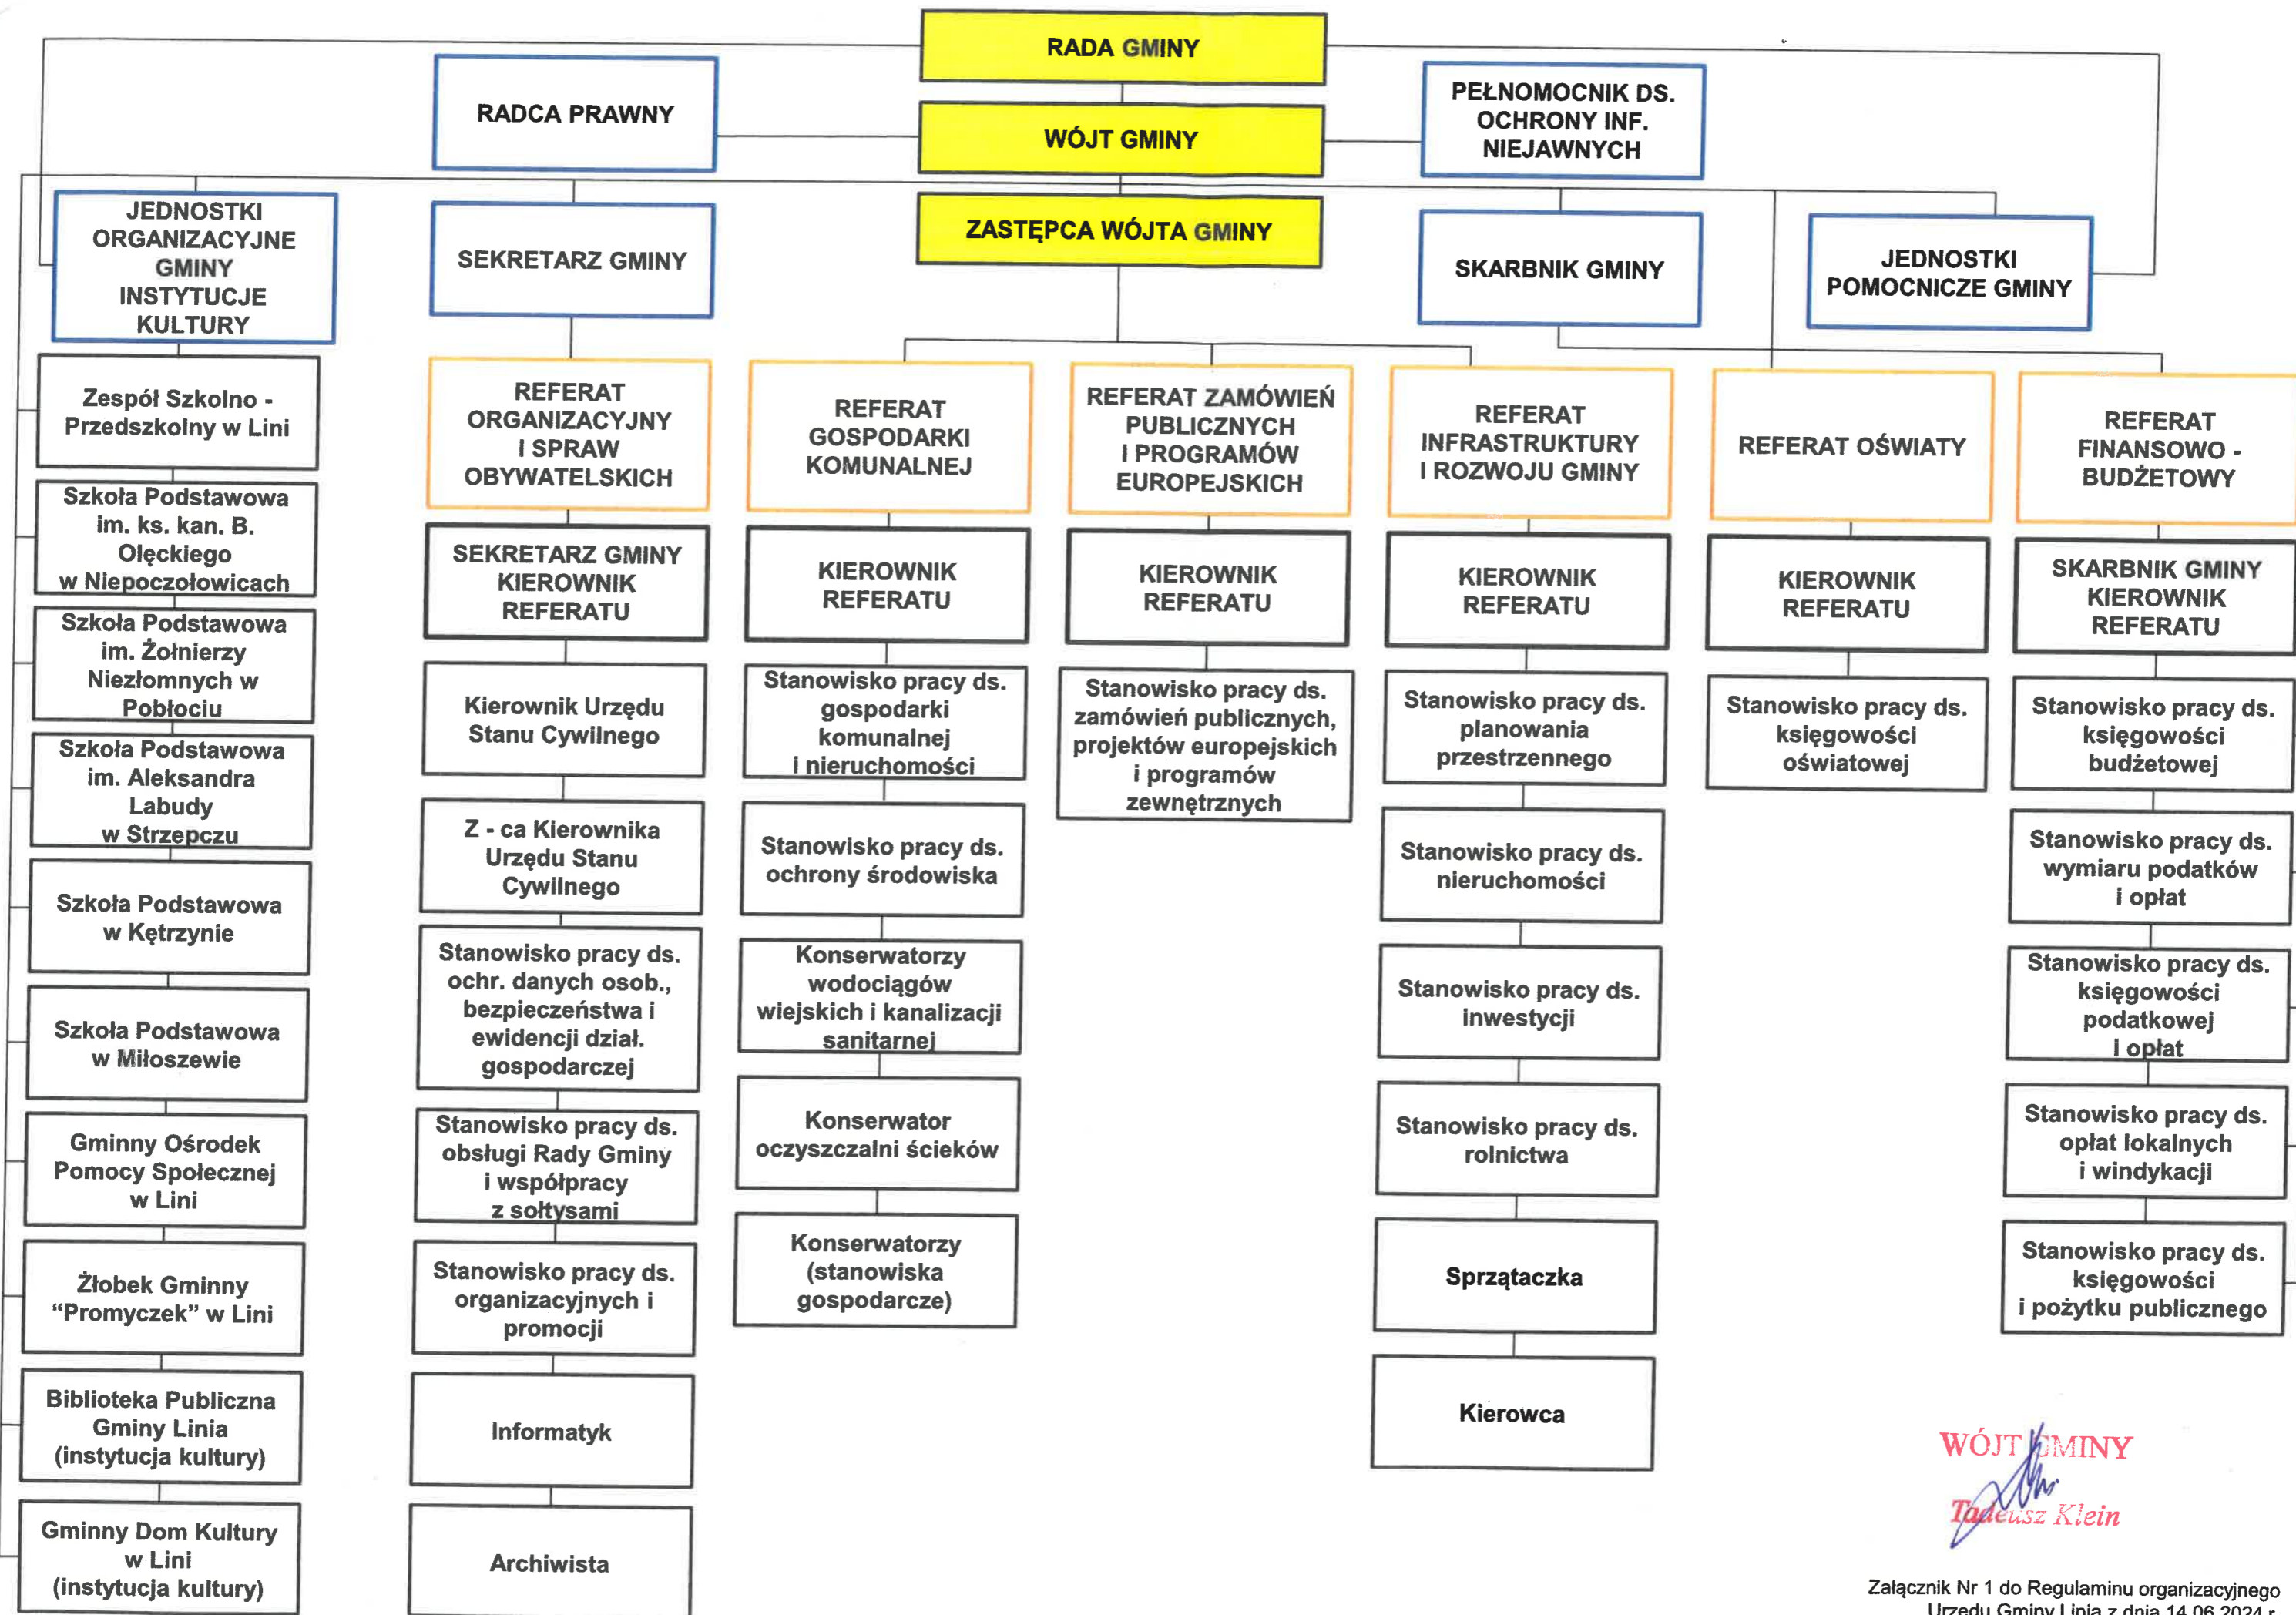 RADA GMINY
RADCA PRAWNY
WÓJT GMINY
PEŁNOMOCNIK DS.
OCHRONY INF.
NIEJAWNYCH
JEDNOSTKI
ORGANIZACYJNE
GMINY
INSTYTUCJE
KULTURY
SEKRETARZ GMINY
ZASTĘPCA WÓJTA GMINY
SKARBNIK GMINY
JEDNOSTKI
POMOCNICZE GMINY
Zespół Szkolno -
Przedszkolny w Lini
Szkoła Podstawowa
im. ks. kan. B.
Olęckiego
w Niepoczołowicach
Szkoła Podstawowa
im. Żołnierzy
Niezłomnych w
Pobłociu
Szkoła Podstawowa
im. Aleksandra
Labudy
w Strzepczu
Szkoła Podstawowa
w Kętrzynie
Szkoła Podstawowa
w Miłoszewie
Gminny Ośrodek
Pomocy Społecznej
w Lini
Żłobek Gminny
“Promyczek” w Lini
Biblioteka Publiczna
Gminy Linia
(instytucja kultury)
Gminny Dom Kultury
w Lini
(instytucja kultury)
REFERAT
ORGANIZACYJNY
I SPRAW
OBYWATELSKICH
SEKRETARZ GMINY
KIEROWNIK
REFERATU
Kierownik Urzędu
Stanu Cywilnego
Z - ca Kierownika
Urzędu Stanu
Cywilnego
Stanowisko pracy ds.
ochr. danych osob.,
bezpieczeństwa i
ewidencji dział.
gospodarczej
Stanowisko pracy ds.
obsługi Rady Gminy
i współpracy
z sołtysami
Stanowisko pracy ds.
organizacyjnych i
promocji
Informatyk
Archiwista
REFERAT
GOSPODARKI
KOMUNALNEJ
KIEROWNIK
REFERATU
Stanowisko pracy ds.
gospodarki
komunalnej
i nieruchomości
Stanowisko pracy ds.
ochrony środowiska
Konserwatorzy
wodociągów
wiejskich i kanalizacji
sanitarnej
Konserwator
oczyszczalni ścieków
Konserwatorzy
(stanowiska
gospodarcze)
REFERAT ZAMÓWIEŃ
PUBLICZNYCH
I PROGRAMÓW
EUROPEJSKICH
KIEROWNIK
REFERATU
Stanowisko pracy ds.
zamówień publicznych,
projektów europejskich
i programów
zewnętrznych
REFERAT
INFRASTRUKTURY
I ROZWOJU GMINY
KIEROWNIK
REFERATU
Stanowisko pracy ds.
planowania
przestrzennego
Stanowisko pracy ds.
nieruchomości
Stanowisko pracy ds.
inwestycji
Stanowisko pracy ds.
rolnictwa
Sprzątaczka
Kierowca
REFERAT OŚWIATY
KIEROWNIK
REFERATU
Stanowisko pracy ds.
księgowości
oświatowej
REFERAT
FINANSOWO -
BUDŻETOWY
SKARBNIK GMINY
KIEROWNIK
REFERATU
Stanowisko pracy ds.
księgowości
budżetowej
Stanowisko pracy ds.
wymiaru podatków
i opłat
Stanowisko pracy ds.
księgowości
podatkowej
i opłat
Stanowisko pracy ds.
opłat lokalnych
i windykacji
Stanowisko pracy ds.
księgowości
i pożytku publicznego
WÓJT GMINY
Tadeusz Klein
Załącznik Nr 1 do Regulaminu organizacyjnego
Urzędu Gminy Linia z dnia 14.06.2024 r.